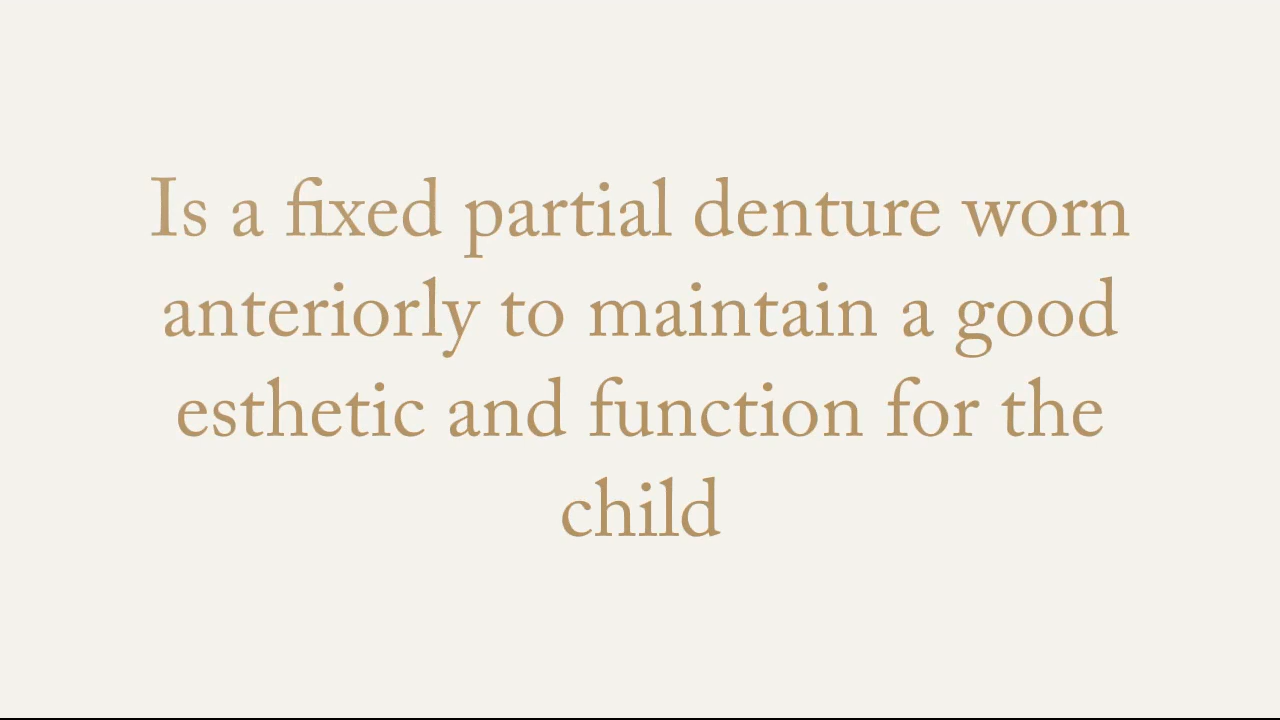 Is a fixed partial denture worn
anteriorly to maintain a good
esthetic and function for the
child